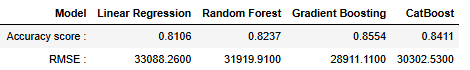 Model Linear Regression Random Forest Gradient Boosting CatBoost
Accuracy score : 0.8106 0.8237 0.8554 0.8411
RMSE : 33088.2600 31919.9100 28911.1100 30302.5300